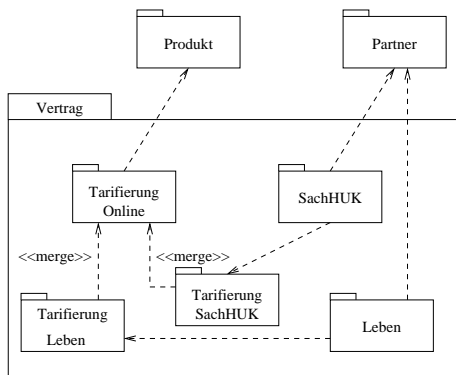 Produkt
Partner
Vertrag
Tarifierung
Online
SachHUK
<<merge>>
<<merge>>
Tarifierung
SachHUK
Tarifierung
Leben
Leben